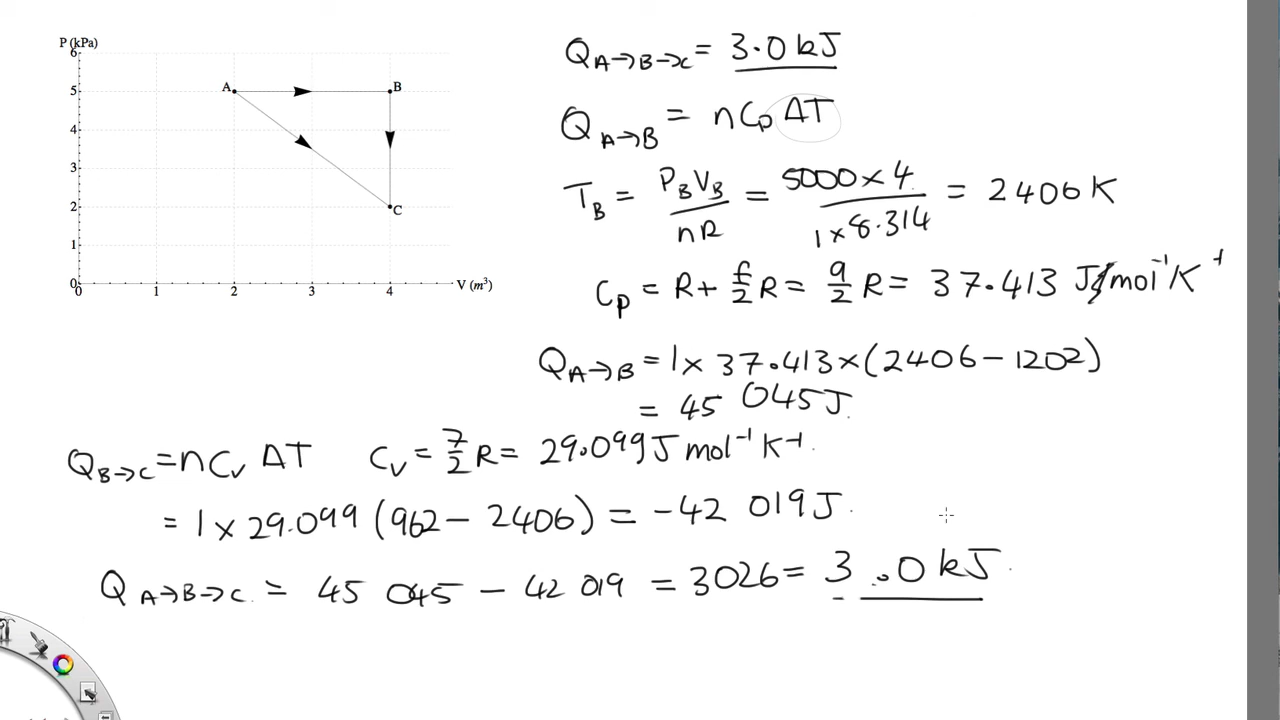 P (kPa)
6
5
4
3
2
1
0
0 1 2 3 4 V (m³)
A
B
C
Q A→B→C = 3.0 kJ
Q A→B = nCp ΔT
T_B = P_B V_B / nR = 5000 × 4 / 1 × 8.314 = 2406 K
Cp = R + f/2 R = 9/2 R = 37.413 J mol⁻¹ K⁻¹
Q A→B = 1 × 37.413 × (2406 − 1202)
= 45 045 J
Q B→C = nCv ΔT Cv = 7/2 R = 29.099 J mol⁻¹ K⁻¹
= 1 × 29.099 (962 − 2406) = −42 019 J
Q A→B→C = 45 045 − 42 019 = 3026 = 3.0 kJ